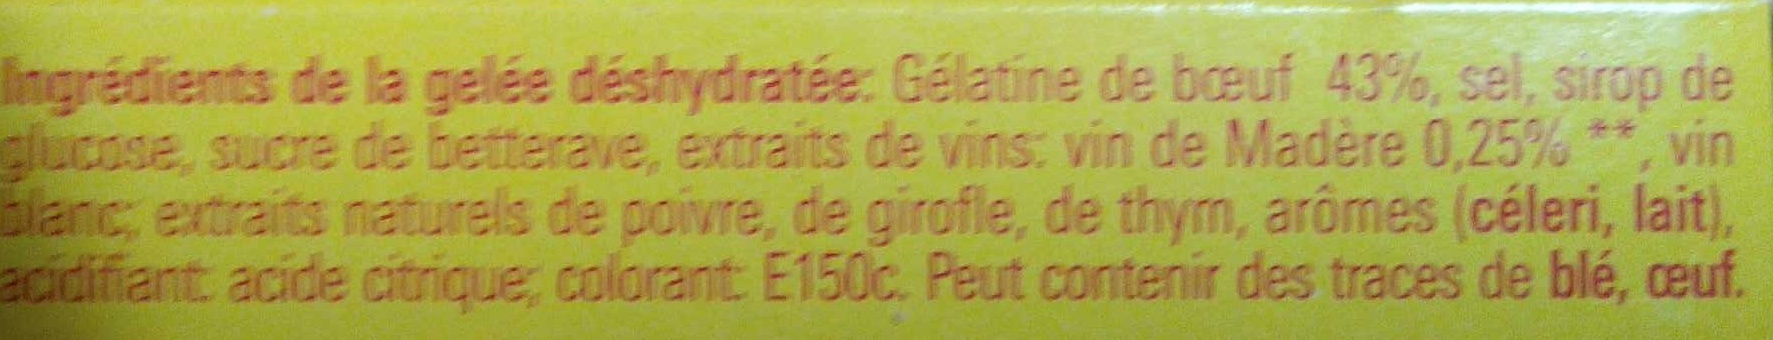 Ingrédients de la gelée déshydratée: Gélatine de bœuf 43%, sel, sirop de
glucose, sucre de betterave, extraits de vins: vin de Madère 0,25% **, vin
blanc; extraits naturels de poivre, de girofle, de thym, arômes (céleri, lait),
acidifiant: acide citrique; colorant: E150c. Peut contenir des traces de blé, œuf.